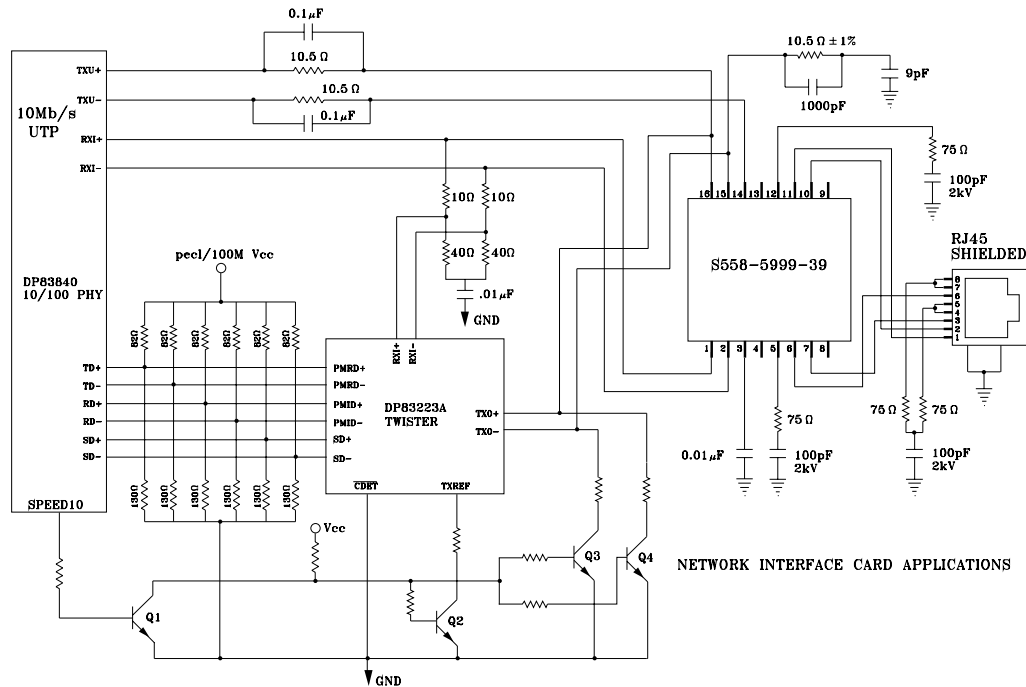 0.1µF
10.5 Ω
TXU+
TXU-
10.5 Ω
0.1µF
10Mb/s
UTP
RXI+
RXI-
10.5 Ω ± 1%
1000pF
9pF
75 Ω
100pF
2kV
10Ω
10Ω
40Ω
40Ω
.01µF
GND
16 15 14 13 12 11 10 9
S558-5999-39
1 2 3 4 5 6 7 8
RJ45
SHIELDED
8
7
6
5
4
3
2
1
pecl/100M Vcc
DP83840
10/100 PHY
82Ω 82Ω 82Ω 82Ω 82Ω 82Ω
RXI+ RXI-
TD+
TD-
RD+
RD-
SD+
SD-
PMRD+
PMRD-
PMID+
PMID-
SD+
SD-
DP83223A
TWISTER
TXO+
TXO-
CDET
TXREF
130Ω 130Ω 130Ω 130Ω 130Ω 130Ω
SPEED10
75 Ω
0.01µF
100pF
2kV
75 Ω
75 Ω
100pF
2kV
Vcc
Q3
Q4
Q1
Q2
GND
NETWORK INTERFACE CARD APPLICATIONS